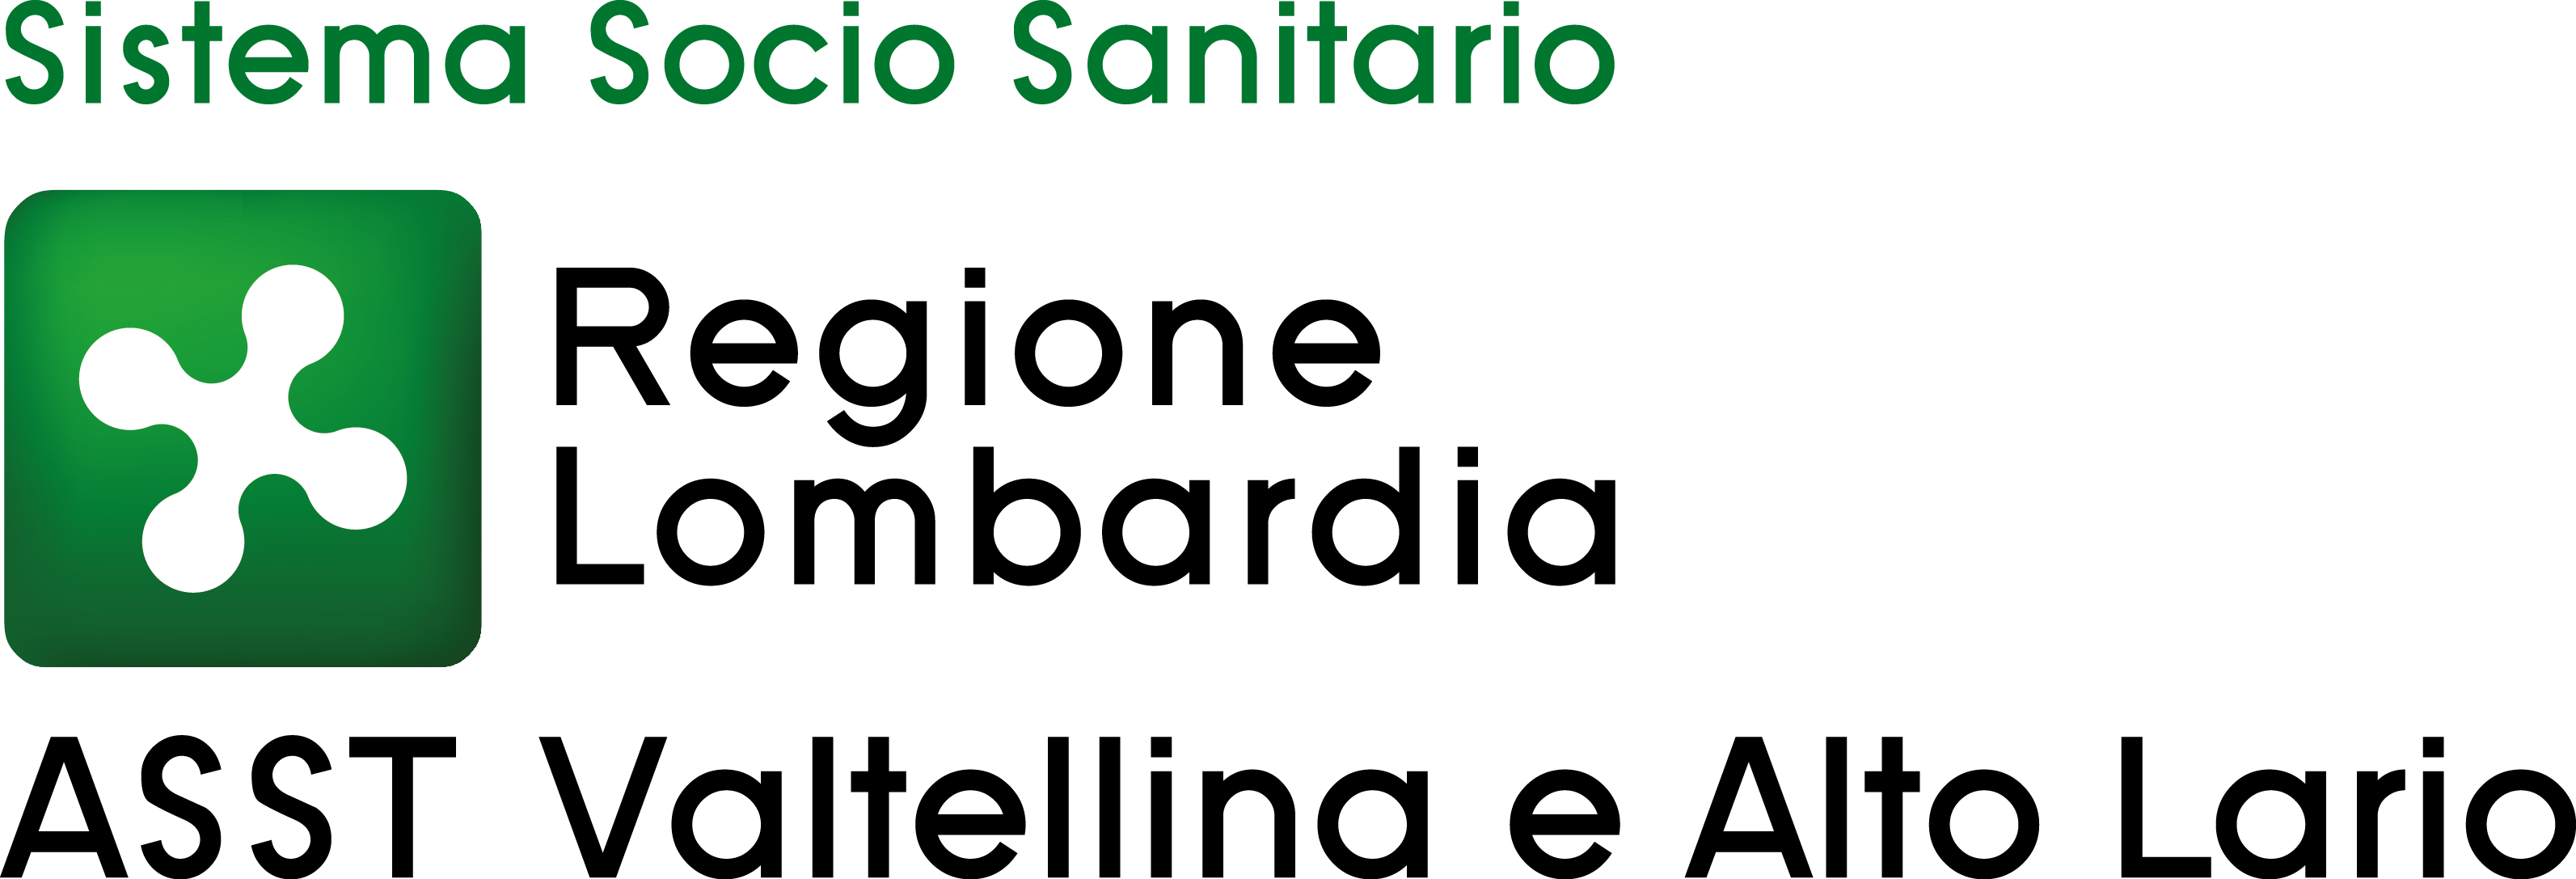 Sistema Socio Sanitario
Regione
Lombardia
ASST Valtellina e Alto Lario